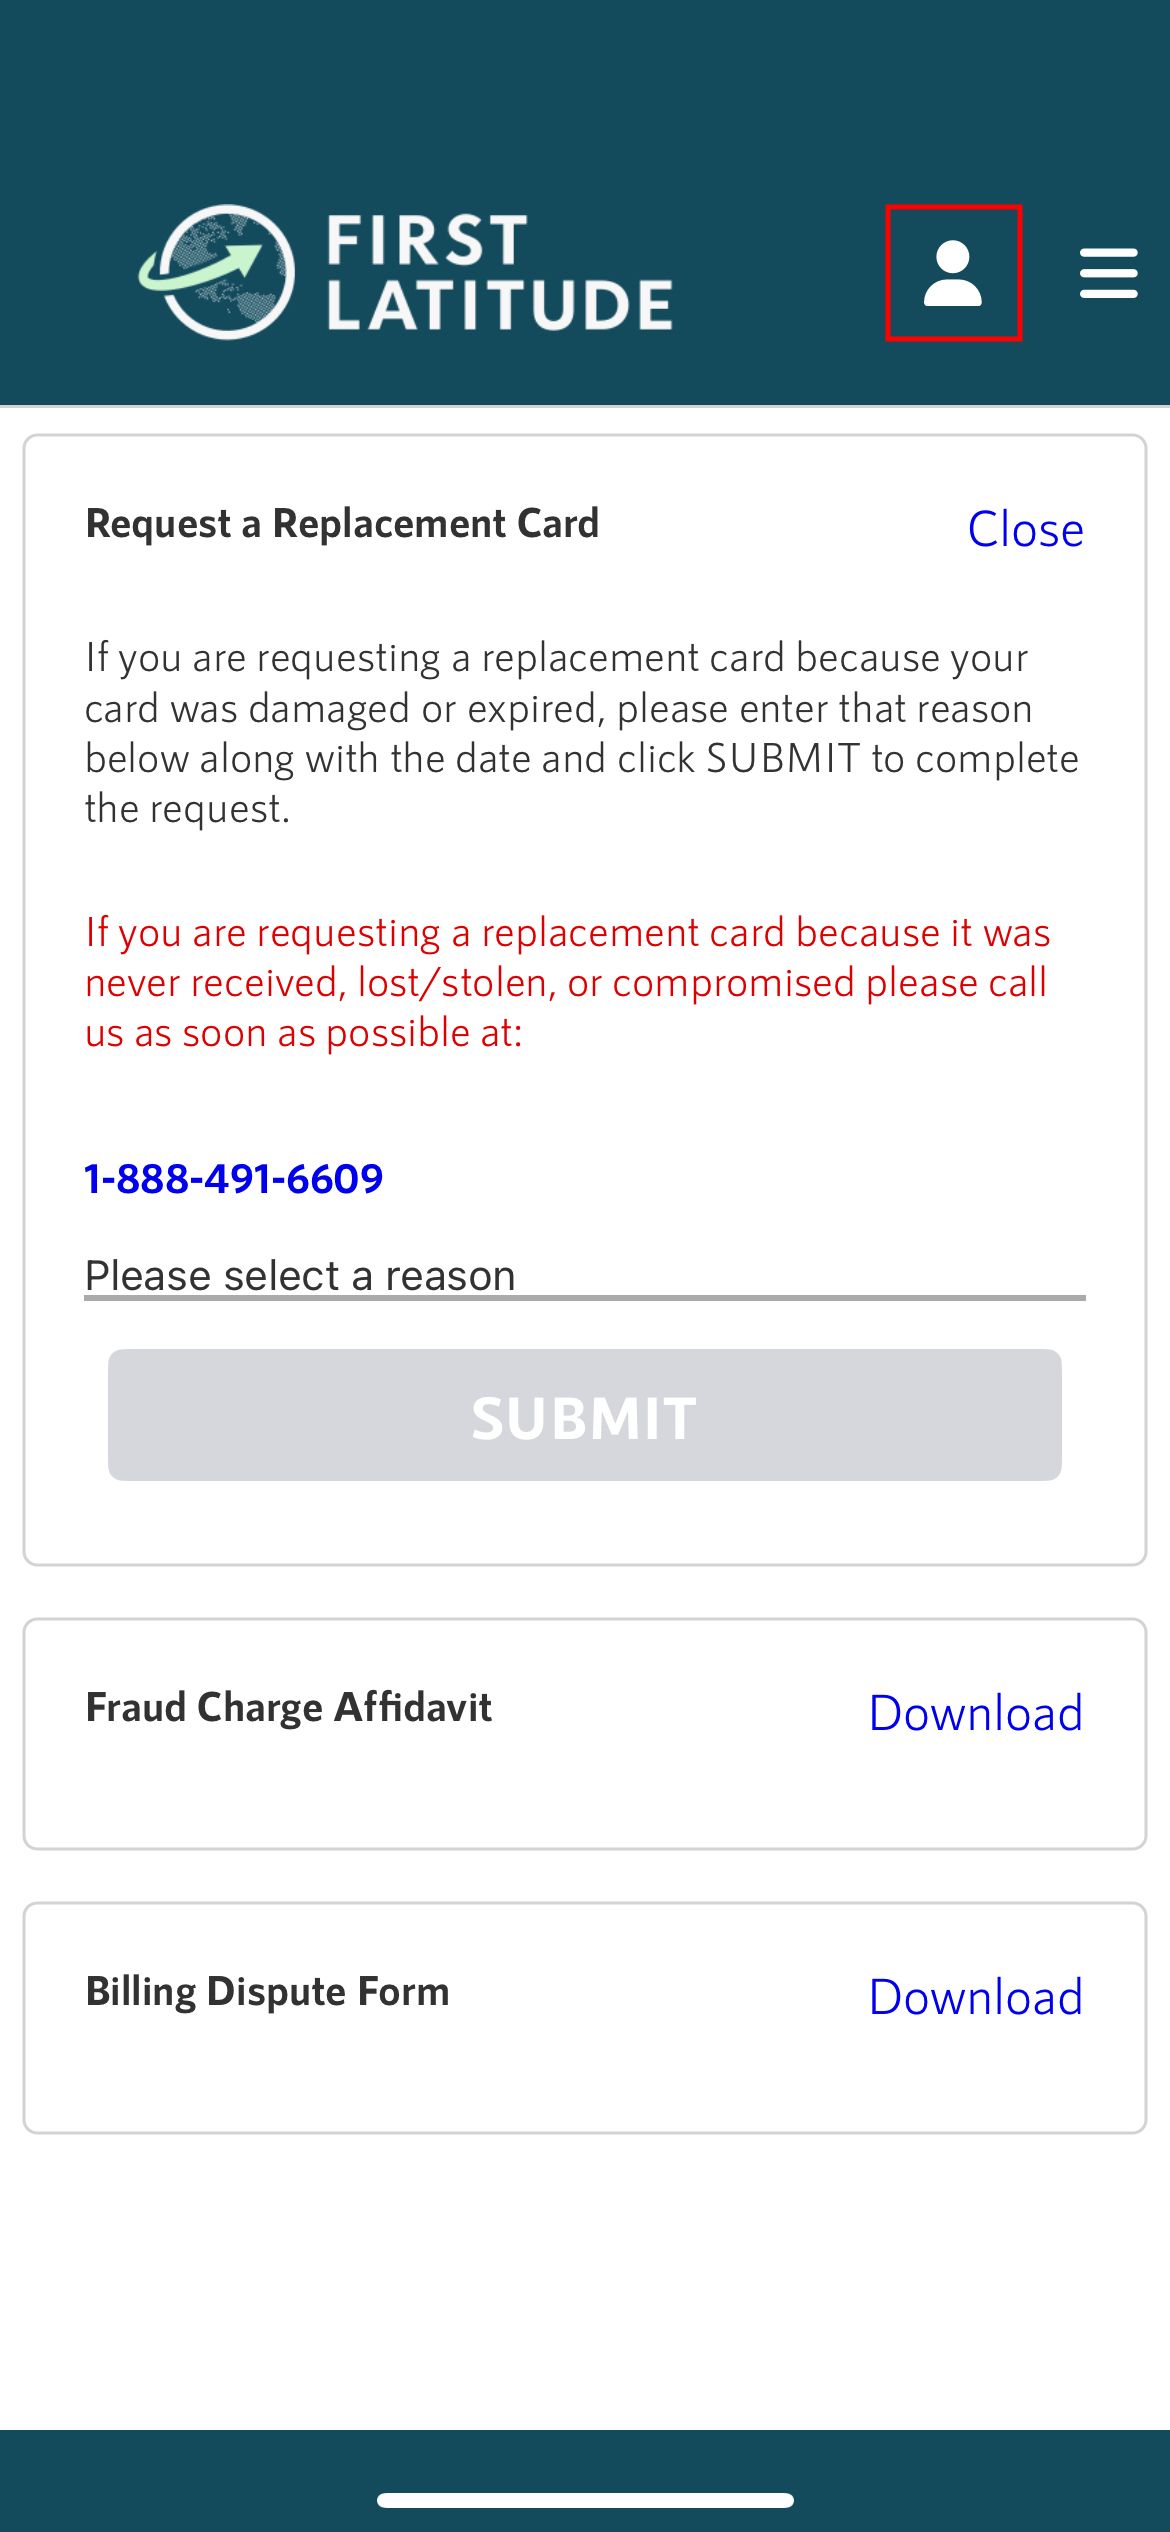 FIRST
LATITUDE
Request a Replacement Card
Close
If you are requesting a replacement card because your
card was damaged or expired, please enter that reason
below along with the date and click SUBMIT to complete
the request.
If you are requesting a replacement card because it was
never received, lost/stolen, or compromised please call
us as soon as possible at:
1-888-491-6609
Please select a reason
SUBMIT
Fraud Charge Affidavit
Download
Billing Dispute Form
Download